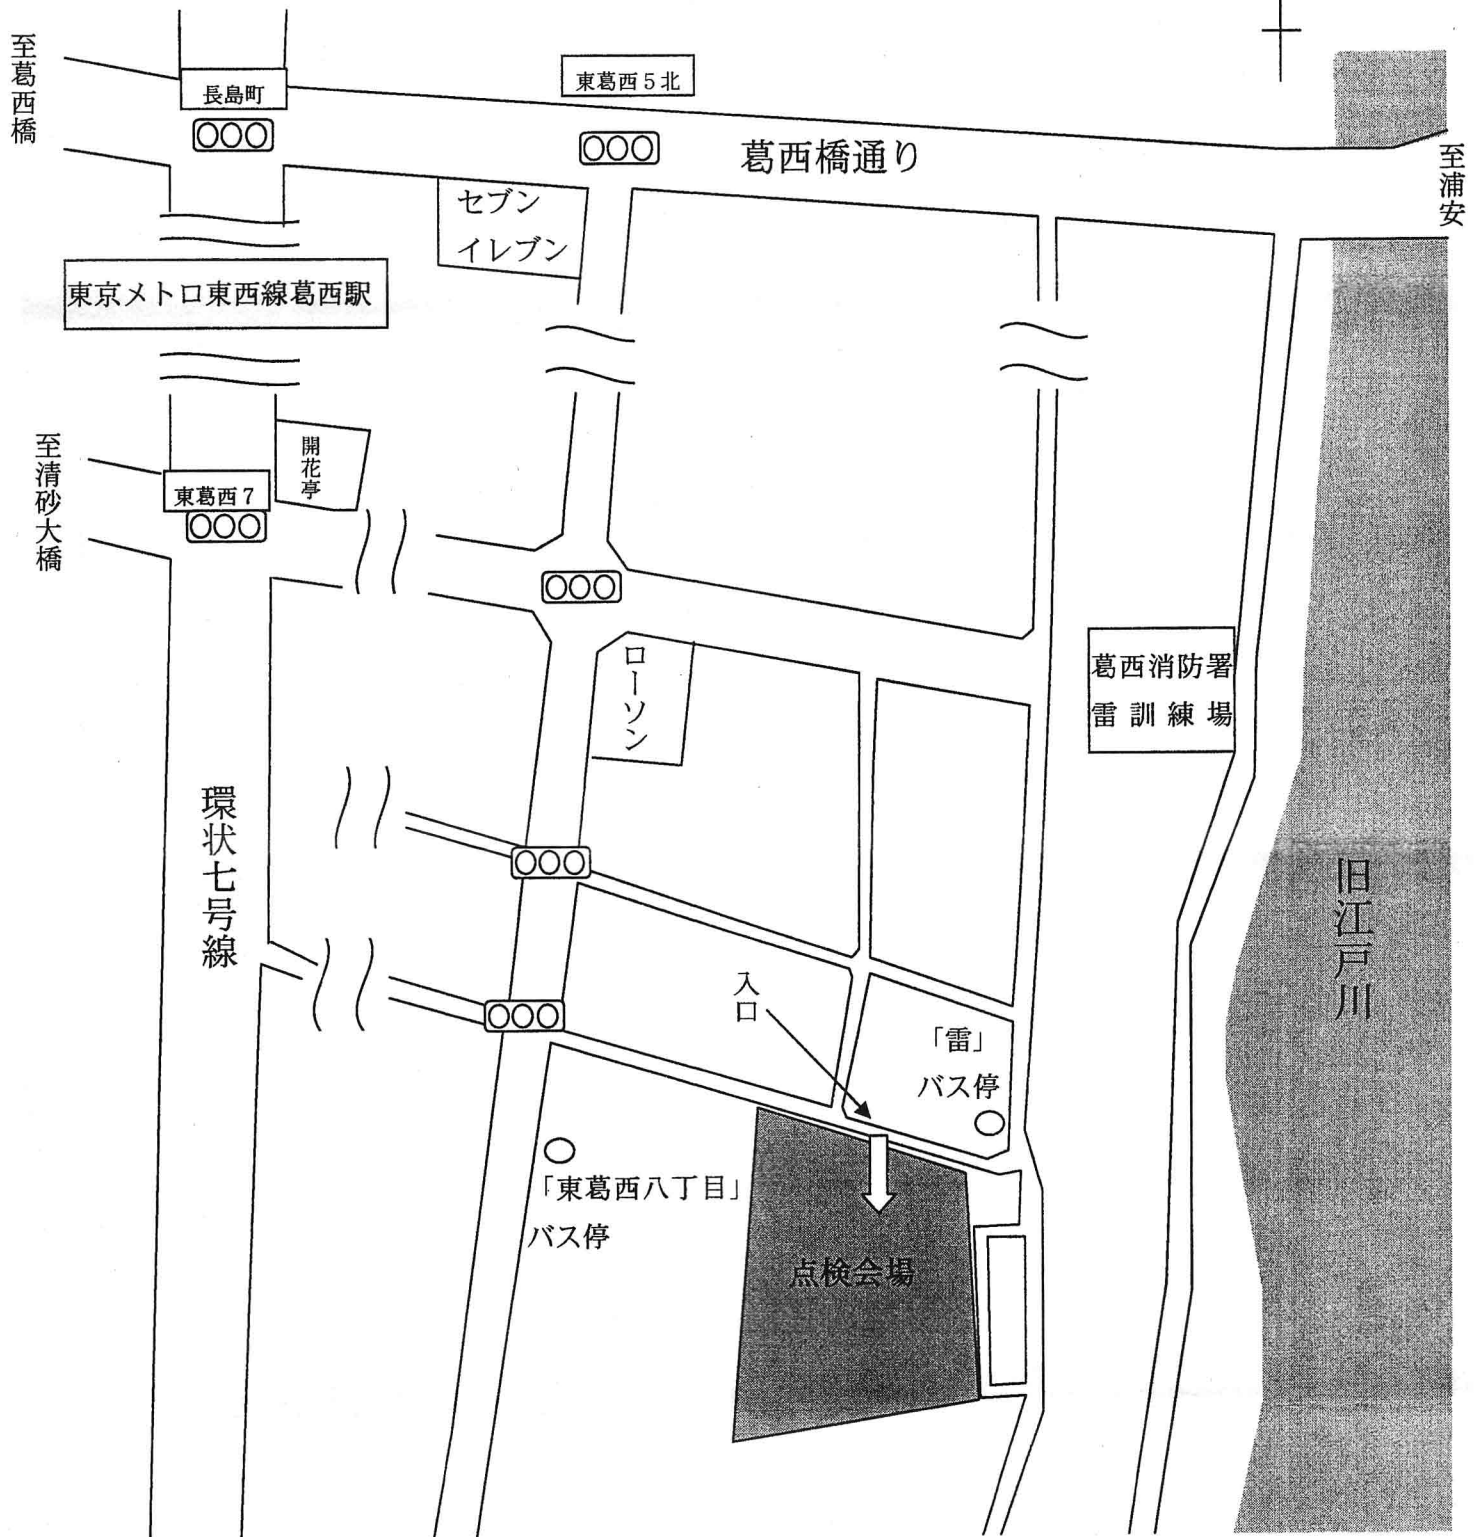 至葛西橋
長島町
東葛西5北
葛西橋通り
至浦安
セブン
イレブン
東京メトロ東西線葛西駅
至清砂大橋
開花亭
東葛西7
ローソン
葛西消防署
雷訓練場
環状七号線
旧江戸川
入口
「雷」
バス停
「東葛西八丁目」
バス停
点検会場